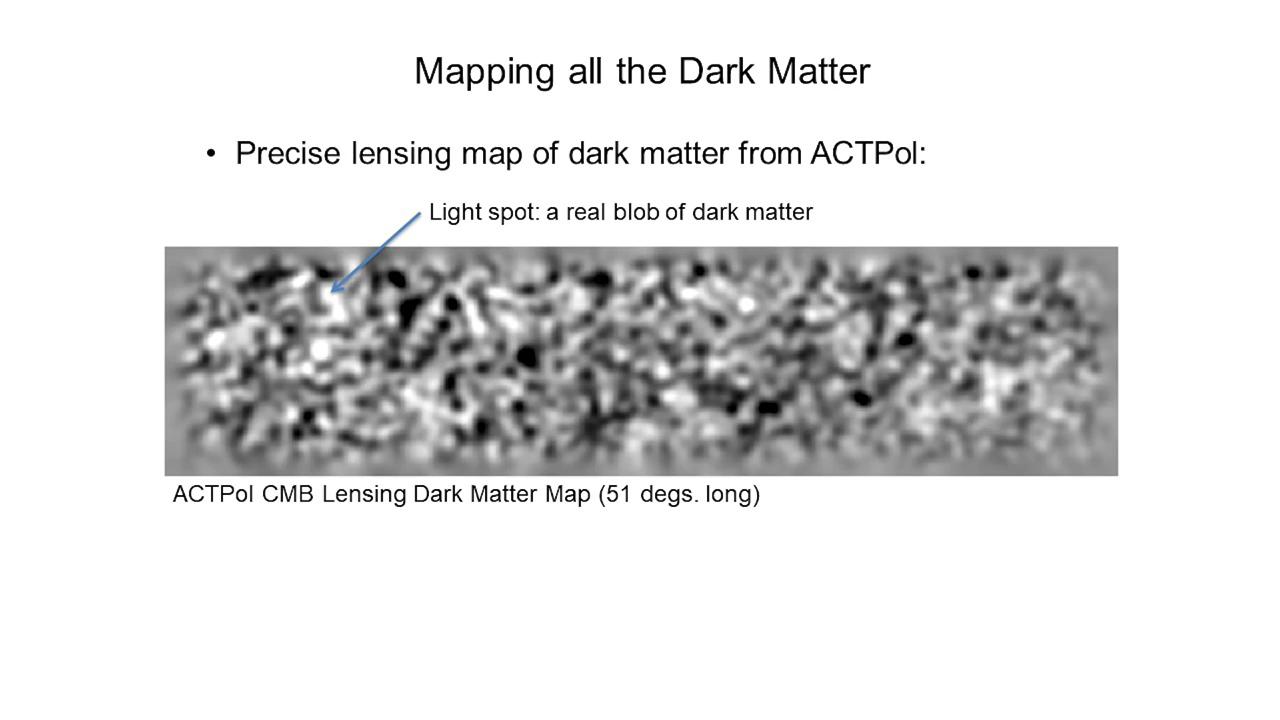 Mapping all the Dark Matter
• Precise lensing map of dark matter from ACTPol:
Light spot: a real blob of dark matter
ACTPol CMB Lensing Dark Matter Map (51 degs. long)